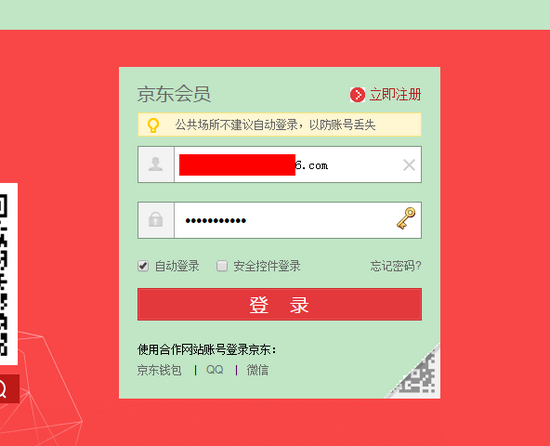 京东会员 立即注册
公共场所不建议自动登录，以防账号丢失
6.com
•••••••••••
自动登录 安全控件登录 忘记密码?
登 录
使用合作网站账号登录京东：
京东钱包 | QQ | 微信